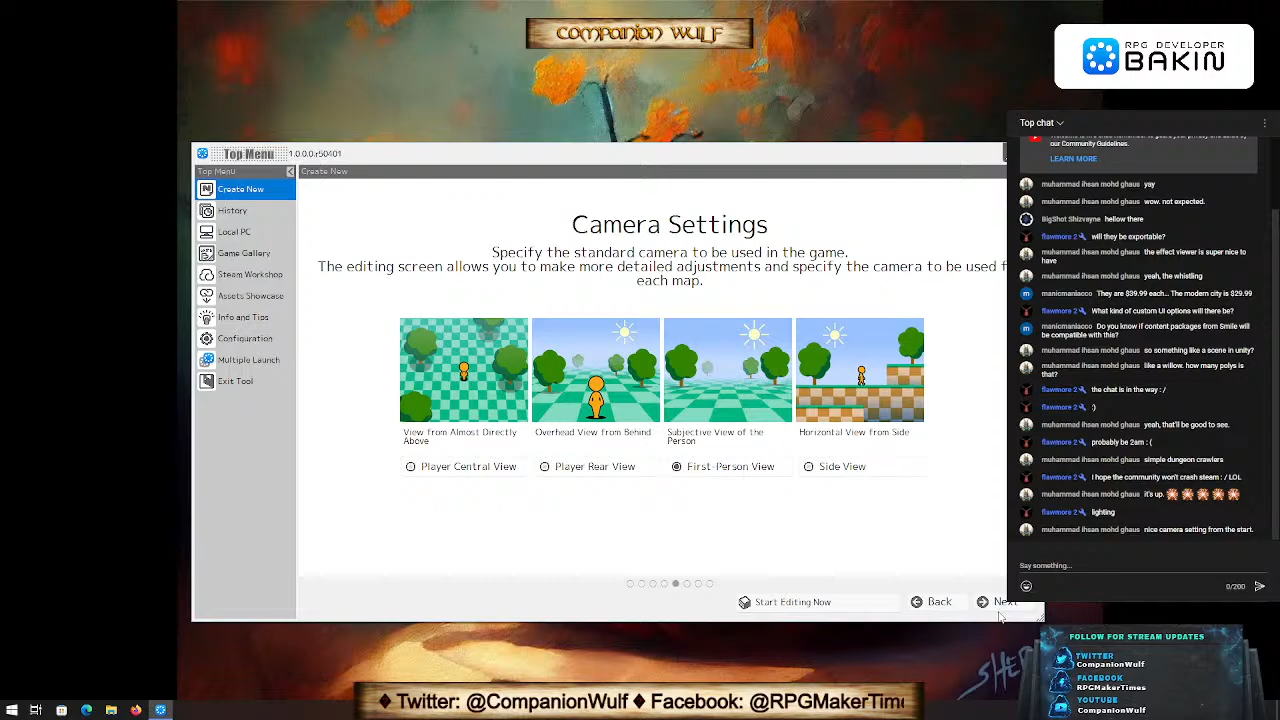 COMPANION WULF
RPG DEVELOPER
BAKIN
Top chat
our Community Guidelines.
LEARN MORE
muhammad ihsan mohd ghaus yay
muhammad ihsan mohd ghaus wow. not expected.
BigShot Shizvayne hellow there
flawmore 2 will they be exportable?
muhammad ihsan mohd ghaus the effect viewer is super nice to
have
muhammad ihsan mohd ghaus yeah, the whistling
m manicmaniacco They are $39.99 each... The modern city is $29.99
flawmore 2 What kind of custom UI options will there be?
m manicmaniacco Do you know if content packages from Smile will
be compatible with this?
muhammad ihsan mohd ghaus so something like a scene in unity?
muhammad ihsan mohd ghaus like a willow. how many polys is
that?
flawmore 2 the chat is in the way : /
flawmore 2 :)
muhammad ihsan mohd ghaus yeah, that'll be good to see.
flawmore 2 probably be 2am : (
muhammad ihsan mohd ghaus simple dungeon crawlers
flawmore 2 I hope the community won't crash steam : / LOL
muhammad ihsan mohd ghaus it's up.
flawmore 2 lighting
muhammad ihsan mohd ghaus nice camera setting from the start.
Say something...
0/200
Top Menu 1.0.0.0.r50401
Top Menu
Create New
History
Local PC
Game Gallery
Steam Workshop
Assets Showcase
Info and Tips
Configuration
Multiple Launch
Exit Tool
Create New
Camera Settings
Specify the standard camera to be used in the game.
The editing screen allows you to make more detailed adjustments and specify the camera to be used f
each map.
View from Almost Directly
Above
Overhead View from Behind
Subjective View of the
Person
Horizontal View from Side
Player Central View
Player Rear View
First-Person View
Side View
Start Editing Now
Back
Next
FOLLOW FOR STREAM UPDATES
TWITTER
CompanionWulf
FACEBOOK
RPGMakerTimes
YOUTUBE
CompanionWulf
♦ Twitter: @CompanionWulf ♦ Facebook: @RPGMakerTime